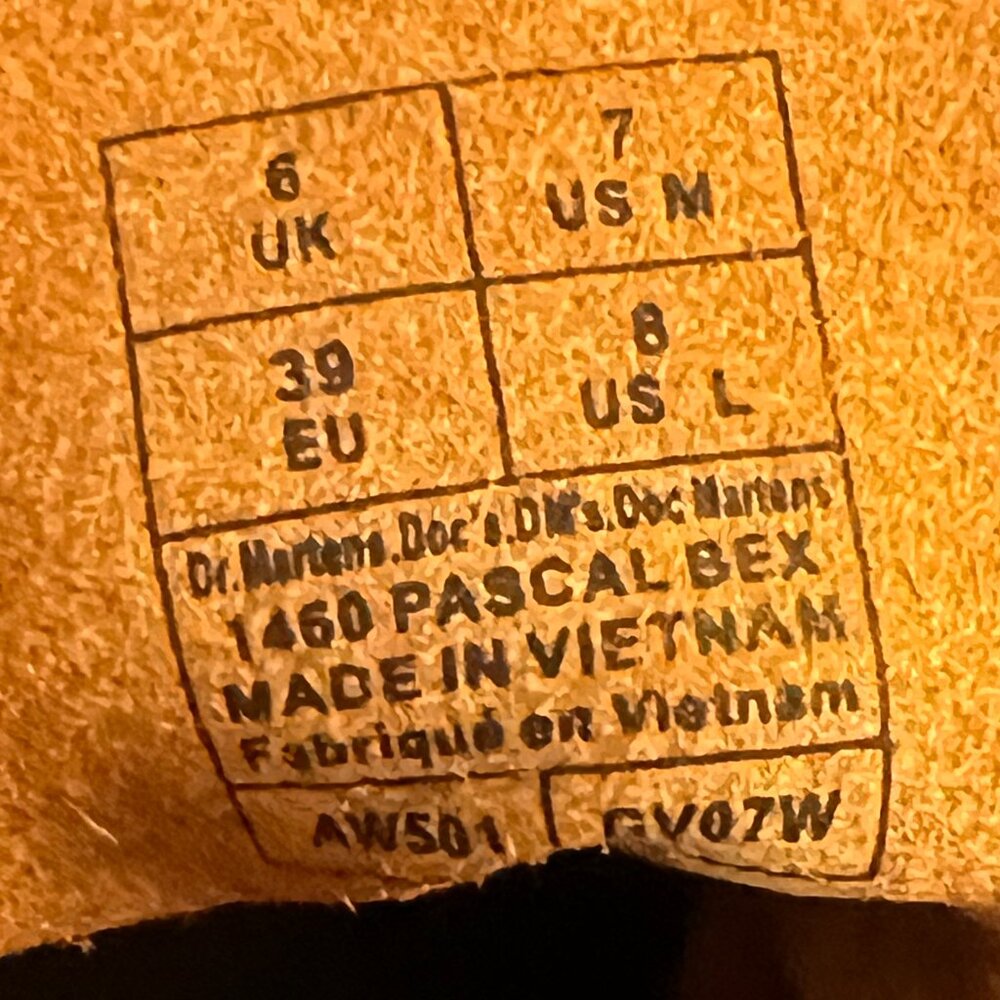 6
UK
7
US M
39
EU
8
US L
Dr.Martens.Doc's.DM's.Doc Martens
1460 PASCAL BEX
MADE IN VIETNAM
Fabriqué en Vietnam
AW501
GV07W